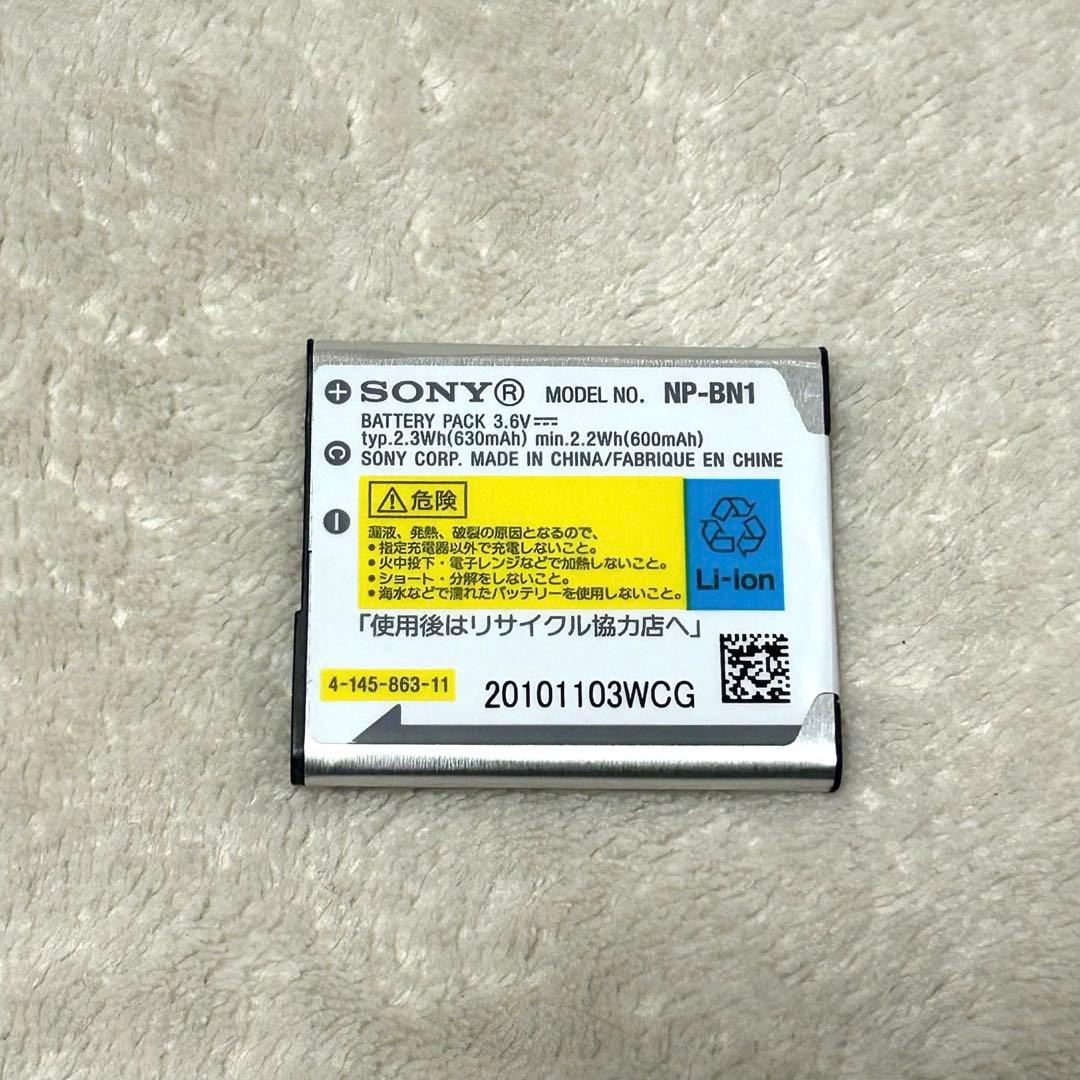 + SONY® MODEL NO. NP-BN1
BATTERY PACK 3.6V⎓
typ.2.3Wh(630mAh) min.2.2Wh(600mAh)
C SONY CORP. MADE IN CHINA/FABRIQUE EN CHINE
⚠危険
漏液、発熱、破裂の原因となるので、
●指定充電器以外で充電しないこと。
●火中投下・電子レンジなどで加熱しないこと。
●ショート・分解をしないこと。
●海水などで濡れたバッテリーを使用しないこと。
Li-ion
「使用後はリサイクル協力店へ」
4-145-863-11
20101103WCG